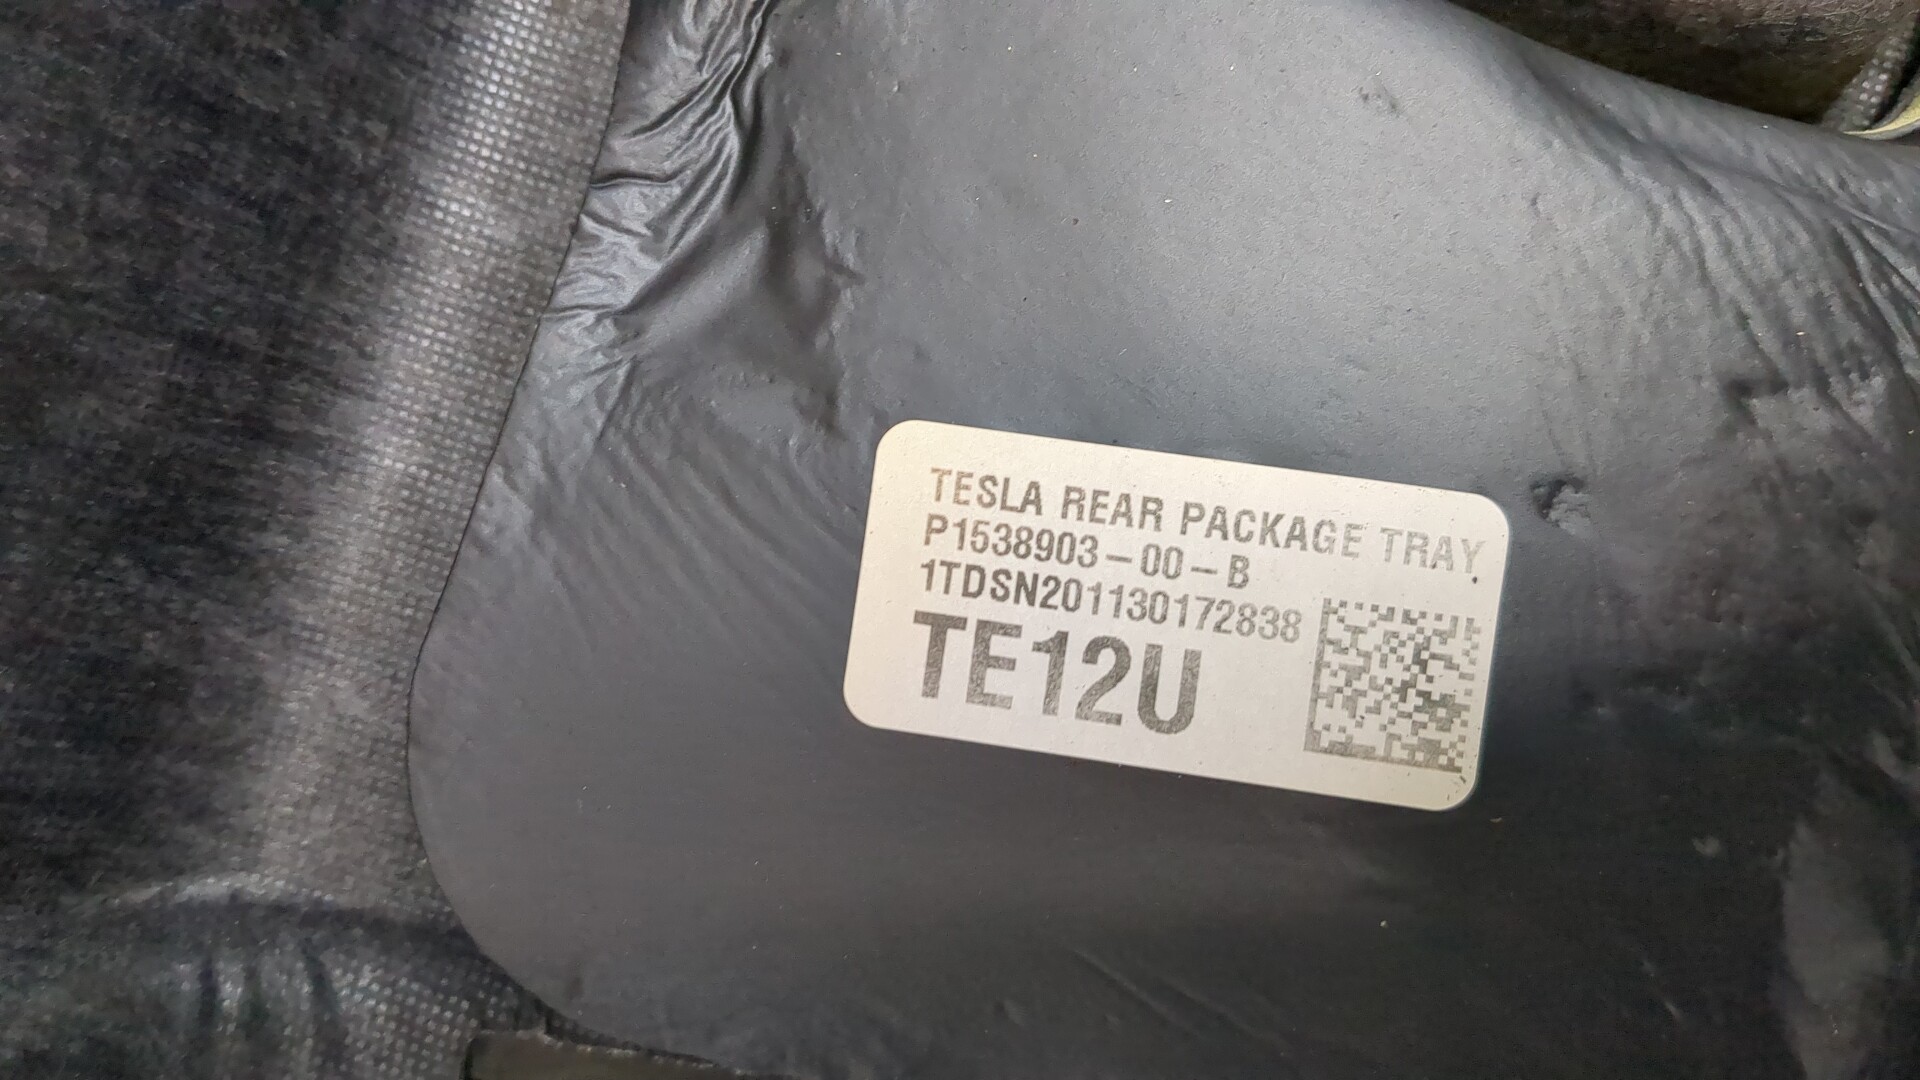 TESLA REAR PACKAGE TRAY
P1538903-00-B
1TDSN201130172838
TE12U